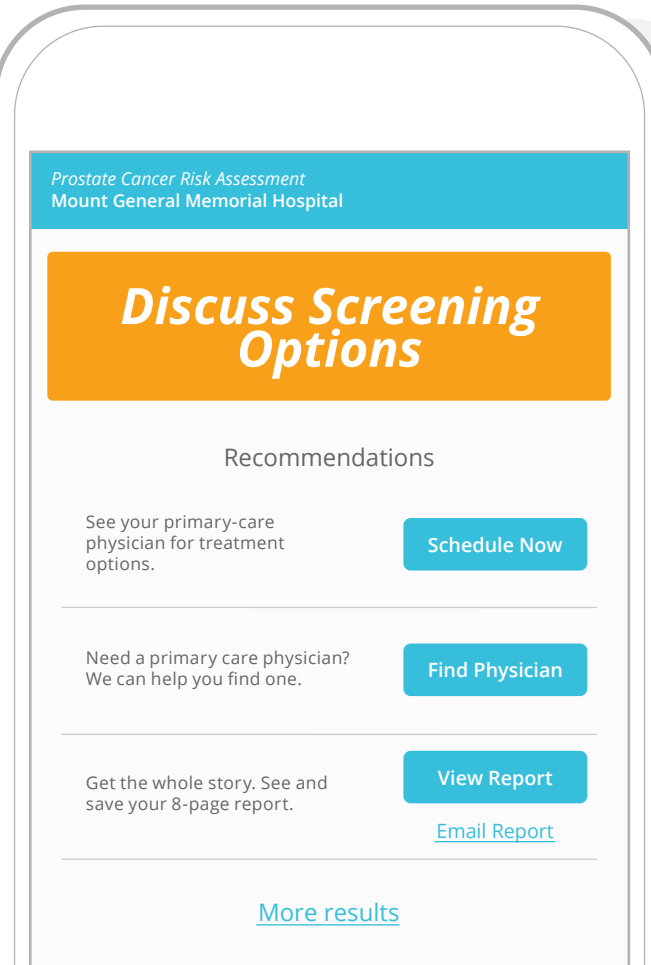 Prostate Cancer Risk Assessment
Mount General Memorial Hospital
Discuss Screening
Options
Recommendations
See your primary-care
physician for treatment
options.
Schedule Now
Need a primary care physician?
We can help you find one.
Find Physician
Get the whole story. See and
save your 8-page report.
View Report
Email Report
More results